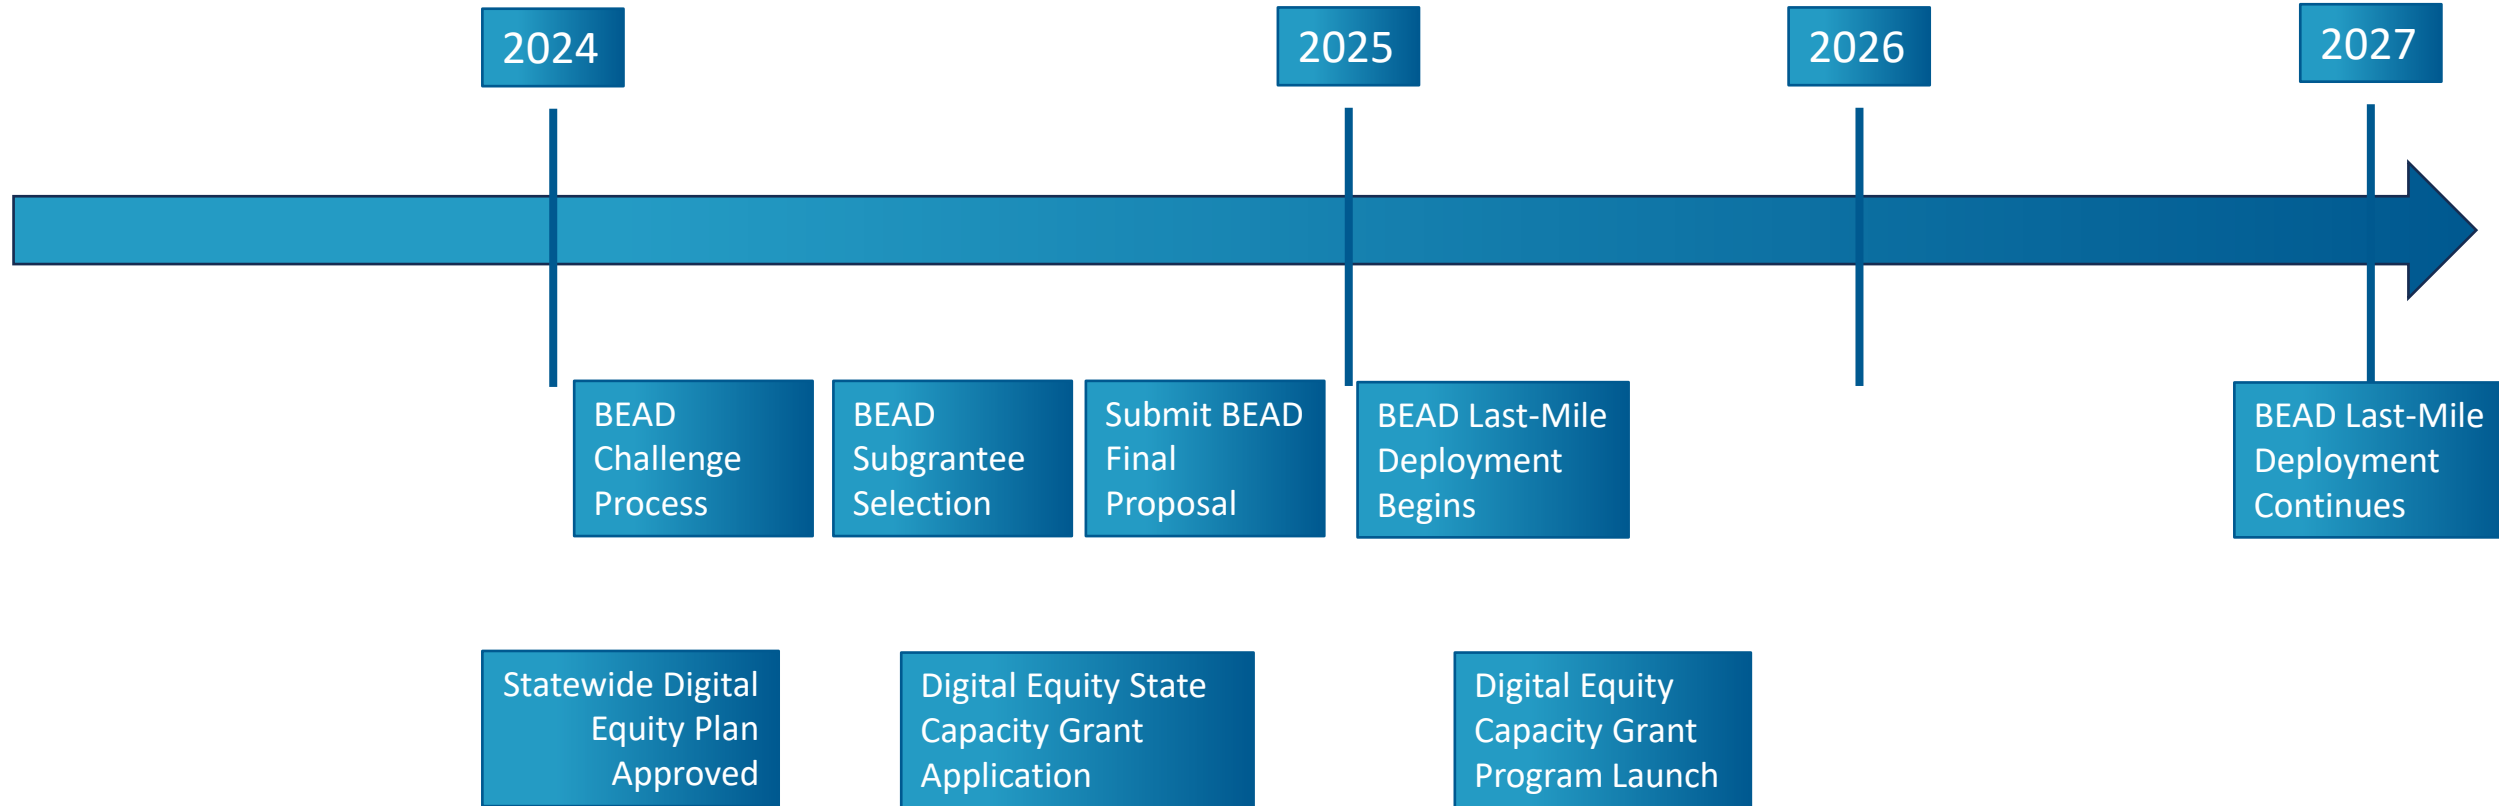 2024
2025
2026
2027
BEAD
Challenge
Process
BEAD
Subgrantee
Selection
Submit BEAD
Final
Proposal
BEAD Last-Mile
Deployment
Begins
BEAD Last-Mile
Deployment
Continues
Statewide Digital
Equity Plan
Approved
Digital Equity State
Capacity Grant
Application
Digital Equity
Capacity Grant
Program Launch